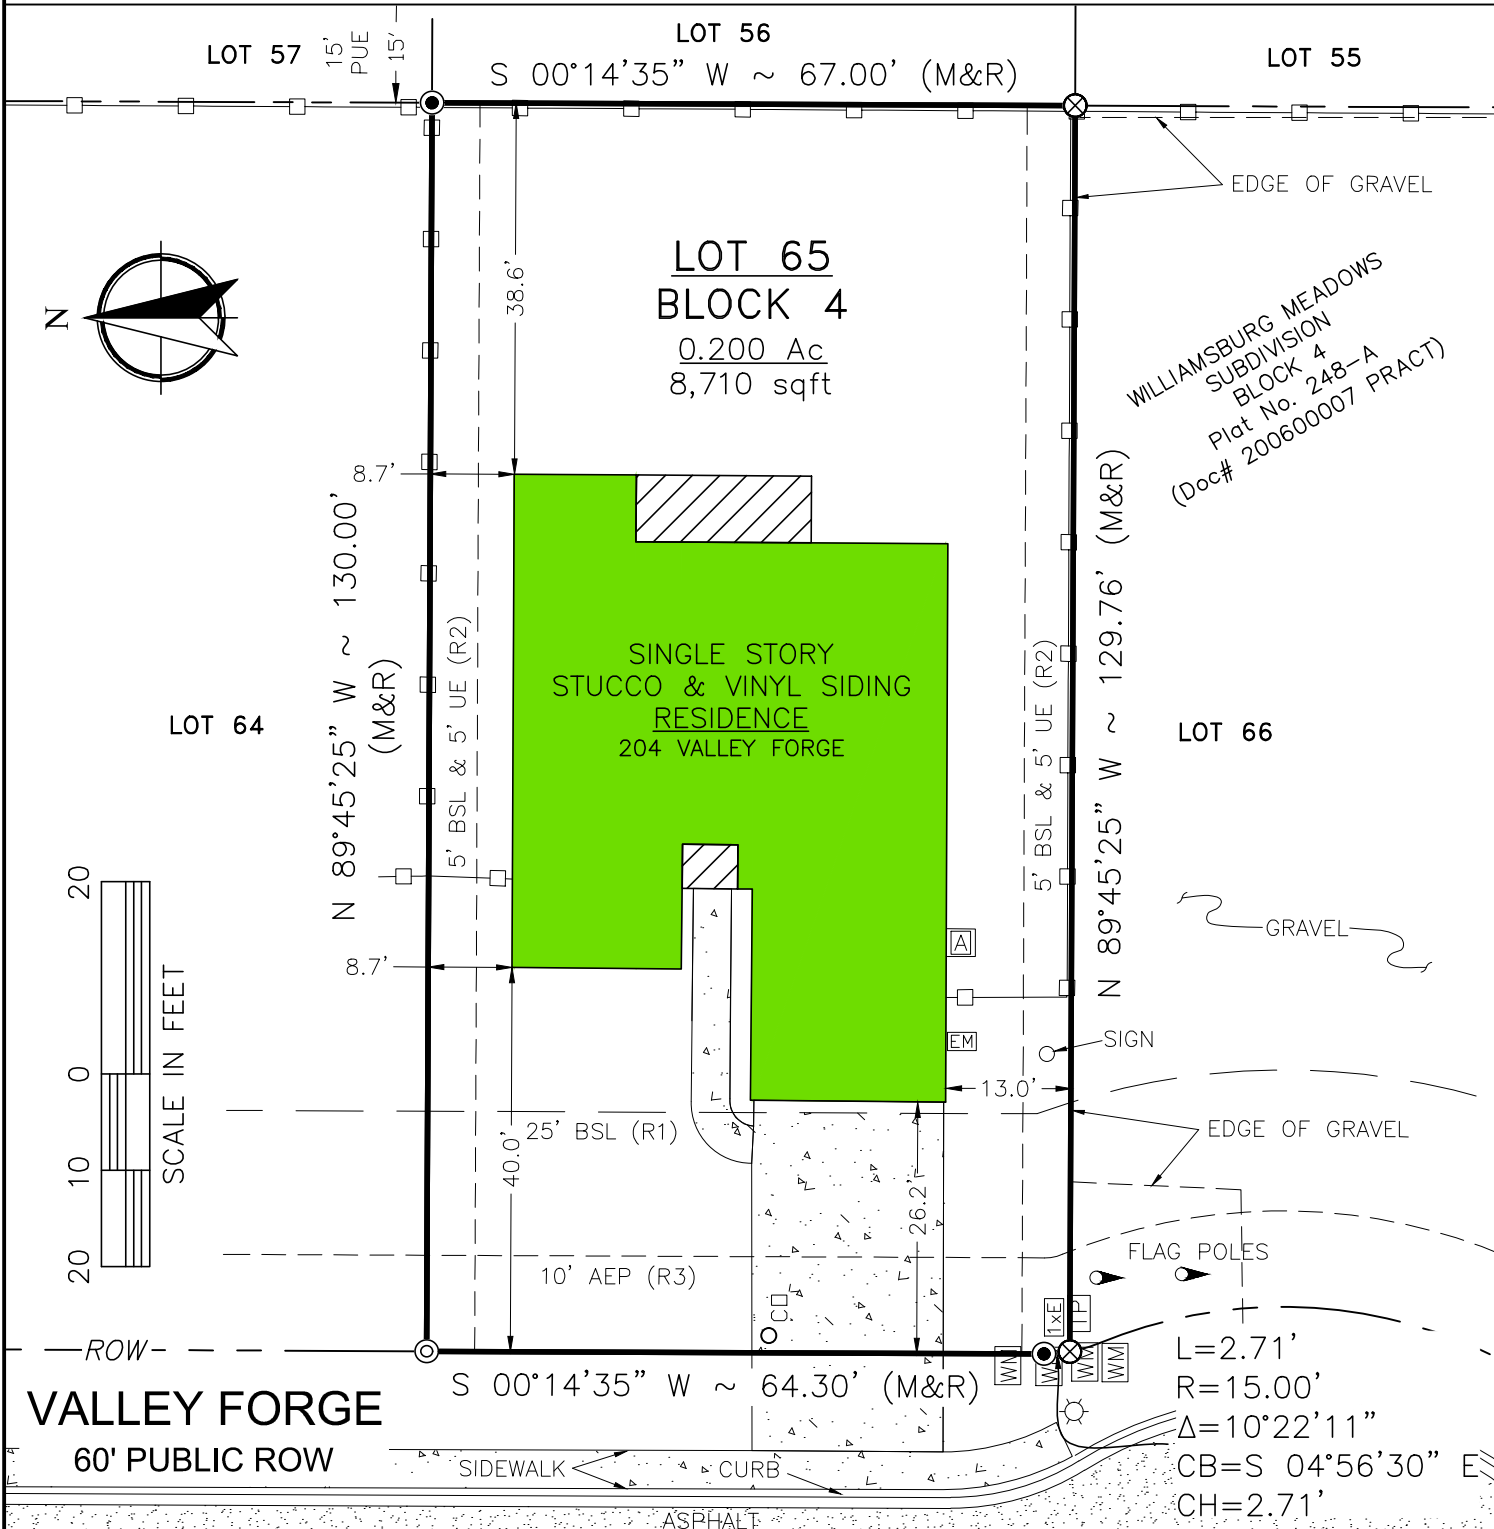 LOT 57
15'
PUE
15'
LOT 56
S 00°14'35" W ~ 67.00' (M&R)
LOT 55
EDGE OF GRAVEL
N
38.6'
LOT 65
BLOCK 4
0.200 Ac
8,710 sqft
WILLIAMSBURG MEADOWS
SUBDIVISION
BLOCK 4
Plat No. 248-A
(Doc# 200600007 PRACT)
8.7'
N 89°45'25" W ~ 130.00'
(M&R)
5' BSL & 5' UE (R2)
SINGLE STORY
STUCCO & VINYL SIDING
RESIDENCE
204 VALLEY FORGE
5' BSL & 5' UE (R2)
N 89°45'25" W ~ 129.76' (M&R)
LOT 64
LOT 66
20
0
10
20
SCALE IN FEET
8.7'
A
GRAVEL
EM
SIGN
13.0'
25' BSL (R1)
40.0'
26.2'
EDGE OF GRAVEL
10' AEP (R3)
FLAG POLES
CO
1xE
TP
WM
WM
WM
ROW
VALLEY FORGE
60' PUBLIC ROW
S 00°14'35" W ~ 64.30' (M&R)
L=2.71'
R=15.00'
Δ=10°22'11"
CB=S 04°56'30" E
CH=2.71'
SIDEWALK
CURB
ASPHALT